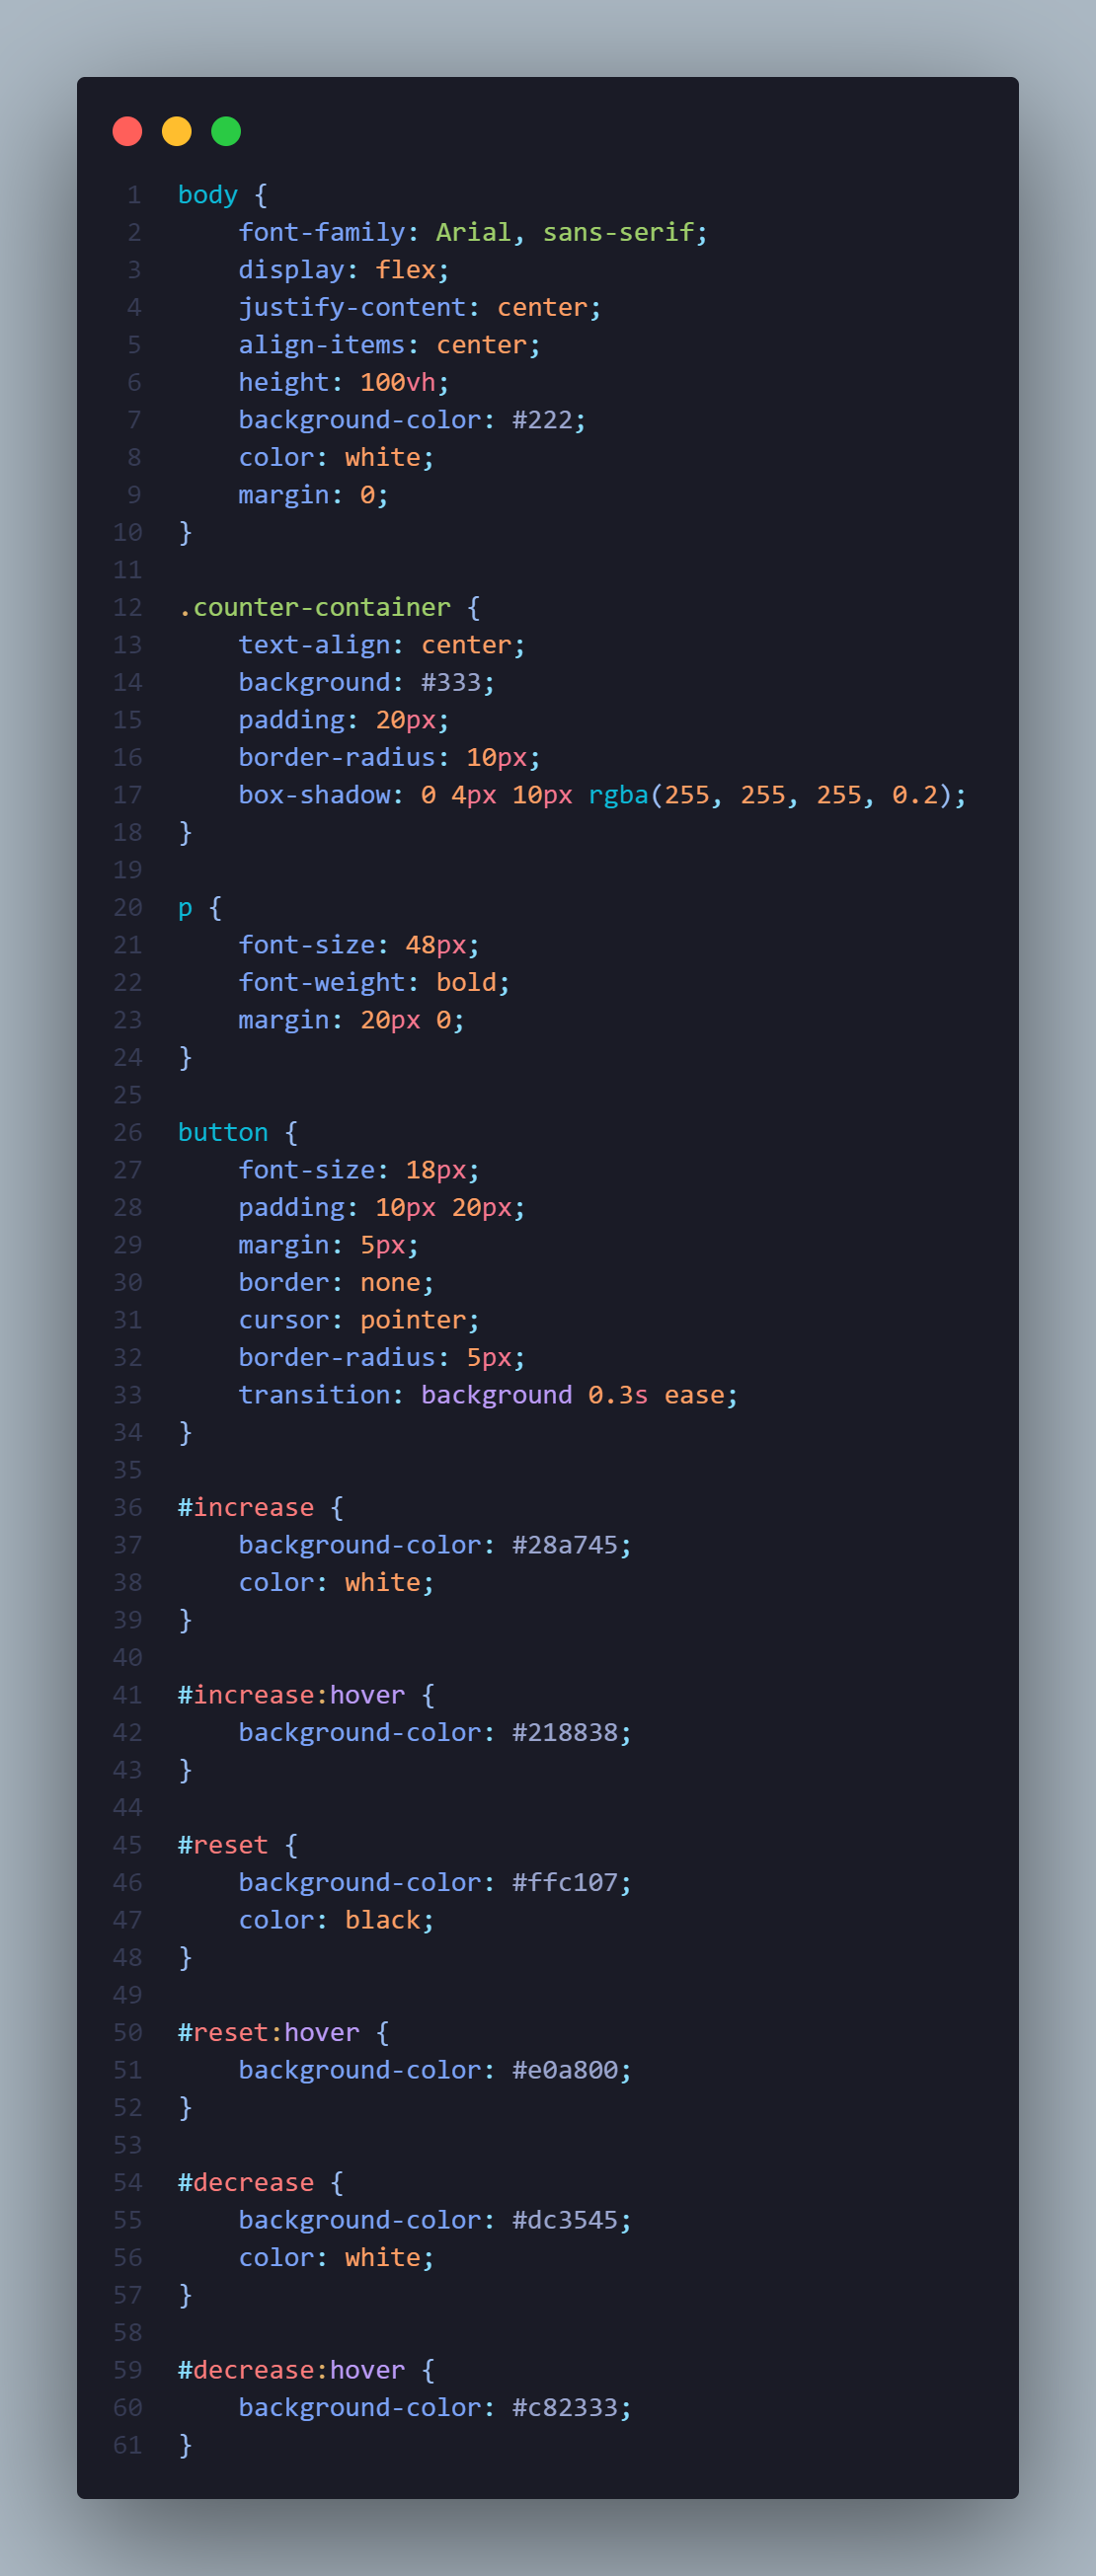 1 body {
2     font-family: Arial, sans-serif;
3     display: flex;
4     justify-content: center;
5     align-items: center;
6     height: 100vh;
7     background-color: #222;
8     color: white;
9     margin: 0;
10 }
11
12 .counter-container {
13     text-align: center;
14     background: #333;
15     padding: 20px;
16     border-radius: 10px;
17     box-shadow: 0 4px 10px rgba(255, 255, 255, 0.2);
18 }
19
20 p {
21     font-size: 48px;
22     font-weight: bold;
23     margin: 20px 0;
24 }
25
26 button {
27     font-size: 18px;
28     padding: 10px 20px;
29     margin: 5px;
30     border: none;
31     cursor: pointer;
32     border-radius: 5px;
33     transition: background 0.3s ease;
34 }
35
36 #increase {
37     background-color: #28a745;
38     color: white;
39 }
40
41 #increase:hover {
42     background-color: #218838;
43 }
44
45 #reset {
46     background-color: #ffc107;
47     color: black;
48 }
49
50 #reset:hover {
51     background-color: #e0a800;
52 }
53
54 #decrease {
55     background-color: #dc3545;
56     color: white;
57 }
58
59 #decrease:hover {
60     background-color: #c82333;
61 }